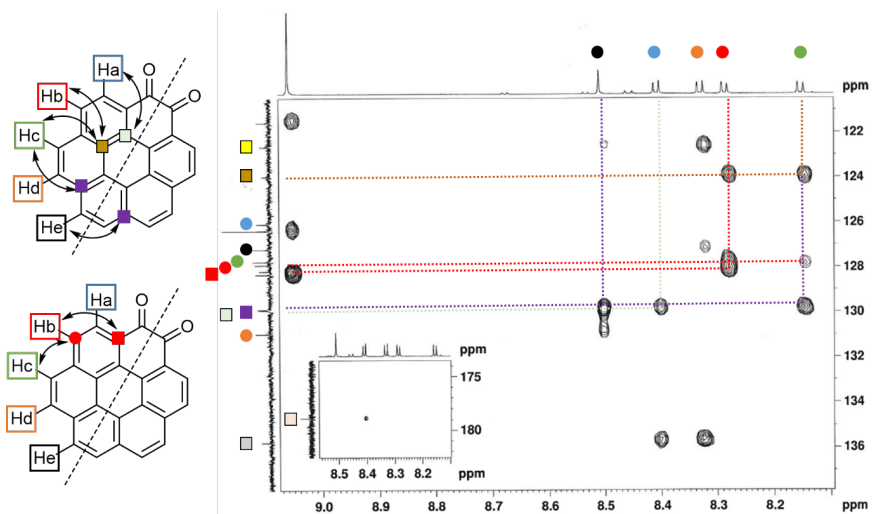 Ha
O
O
Hb
Hc
Hd
He
Ha
O
O
Hb
Hc
Hd
He
ppm
122
124
126
128
130
132
134
136
9.0 8.9 8.8 8.7 8.6 8.5 8.4 8.3 8.2 ppm
ppm
175
180
8.5 8.4 8.3 8.2 ppm